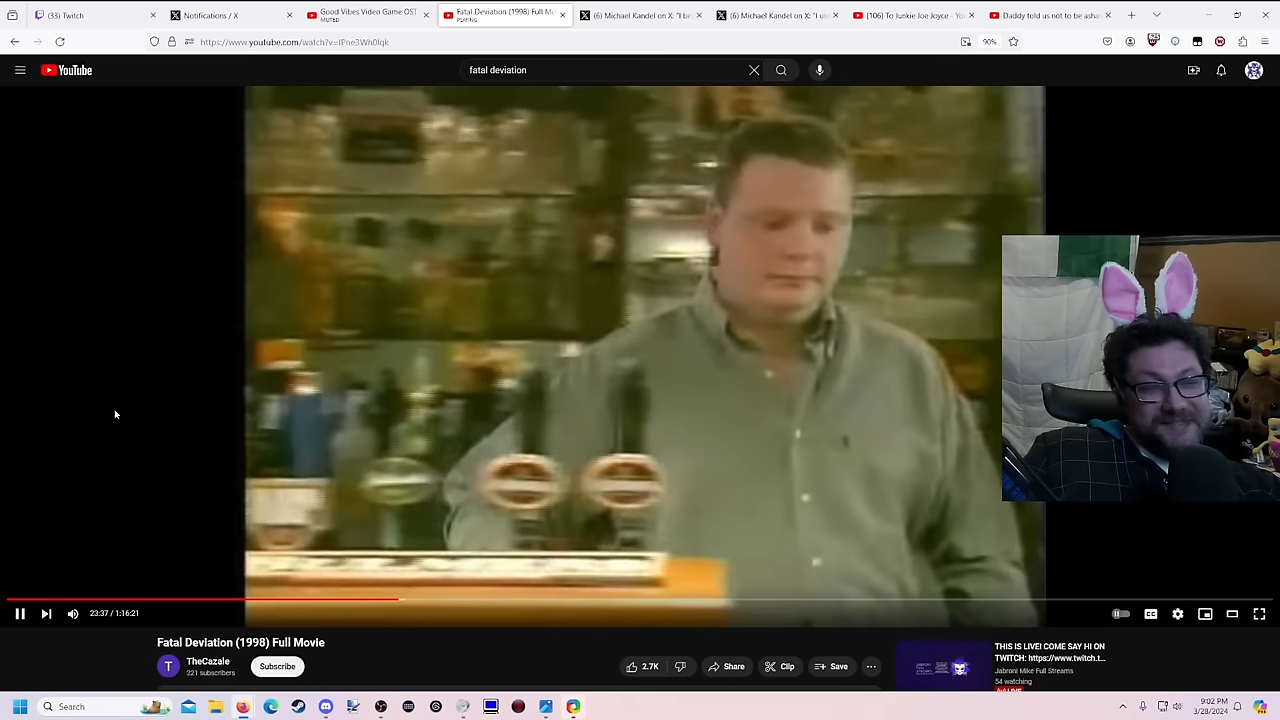 (33) Twitch
Notifications / X
Good Vibes Video Game OST
MUTED
Fatal Deviation (1998) Full Mo
PLAYING
(6) Michael Kandel on X: "I be
(6) Michael Kandel on X: "I use
[106] To Junkie Joe Joyce - Yo
Daddy told us not to be asha
https://www.youtube.com/watch?v=IPne3Wh0lqk
90%
YouTube
fatal deviation
23:37 / 1:16:21
CC
Fatal Deviation (1998) Full Movie
T
TheCazale
221 subscribers
Subscribe
2.7K
Share
Clip
Save
THIS IS LIVE! COME SAY HI ON
TWITCH: https://www.twitch.t...
Jabroni Mike Full Streams
54 watching
LIVE
Search
9:02 PM
3/28/2024